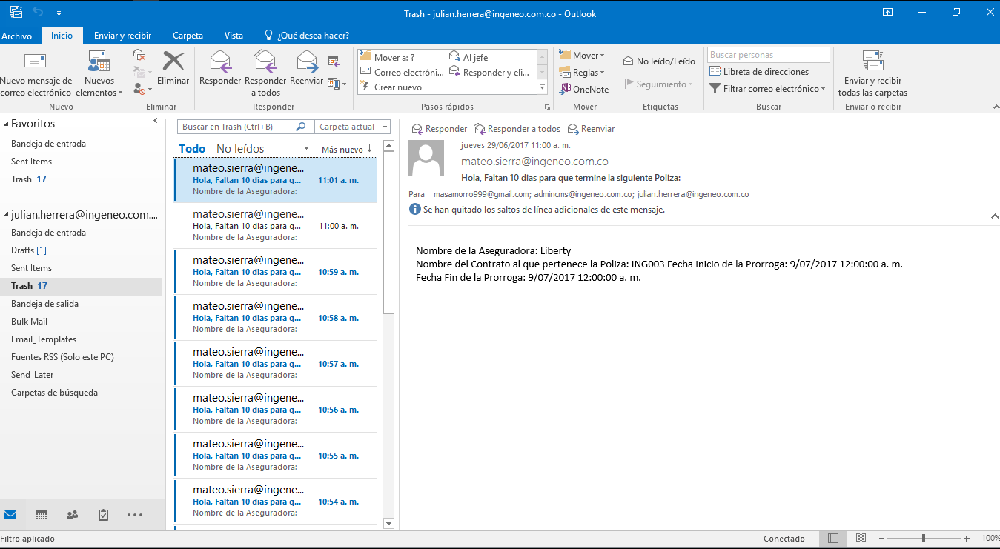 Trash - julian.herrera@ingeneo.com.co - Outlook
Archivo Inicio Enviar y recibir Carpeta Vista ¿Qué desea hacer?
Nuevo mensaje de correo electrónico
Nuevos elementos
Nuevo
Eliminar
Eliminar
Responder
Responder a todos
Reenviar
Responder
Mover a: ? Al jefe
Correo electróni... Responder y eli...
Crear nuevo
Pasos rápidos
Mover
Reglas
OneNote
Mover
No leído/Leído
Seguimiento
Etiquetas
Buscar personas
Libreta de direcciones
Filtrar correo electrónico
Buscar
Enviar y recibir todas las carpetas
Enviar o recibir
Favoritos
Bandeja de entrada
Sent Items
Trash 17
julian.herrera@ingeneo.com....
Bandeja de entrada
Drafts [1]
Sent Items
Trash 17
Bandeja de salida
Bulk Mail
Email_Templates
Fuentes RSS (Solo este PC)
Send_Later
Carpetas de búsqueda
Buscar en Trash (Ctrl+B) Carpeta actual
Todo No leídos Más nuevo
mateo.sierra@ingene...
Hola, Faltan 10 dias para q... 11:01 a. m.
Nombre de la Aseguradora:
mateo.sierra@ingene...
Hola, Faltan 10 dias para q... 11:00 a. m.
Nombre de la Aseguradora:
mateo.sierra@ingene...
Hola, Faltan 10 dias para q... 10:59 a. m.
Nombre de la Aseguradora:
mateo.sierra@ingene...
Hola, Faltan 10 dias para q... 10:58 a. m.
Nombre de la Aseguradora:
mateo.sierra@ingene...
Hola, Faltan 10 dias para q... 10:57 a. m.
Nombre de la Aseguradora:
mateo.sierra@ingene...
Hola, Faltan 10 dias para q... 10:56 a. m.
Nombre de la Aseguradora:
mateo.sierra@ingene...
Hola, Faltan 10 dias para q... 10:55 a. m.
Nombre de la Aseguradora:
mateo.sierra@ingene...
Hola, Faltan 10 dias para q... 10:54 a. m.
Nombre de la Aseguradora:
Responder Responder a todos Reenviar
jueves 29/06/2017 11:00 a. m.
mateo.sierra@ingeneo.com.co
Hola, Faltan 10 dias para que termine la siguiente Poliza:
Para masamorro999@gmail.com; admincms@ingeneo.com.co; julian.herrera@ingeneo.com.co
Se han quitado los saltos de línea adicionales de este mensaje.
Nombre de la Aseguradora: Liberty
Nombre del Contrato al que pertenece la Poliza: ING003 Fecha Inicio de la Prorroga: 9/07/2017 12:00:00 a. m.
Fecha Fin de la Prorroga: 9/07/2017 12:00:00 a. m.
Filtro aplicado Conectado 100%